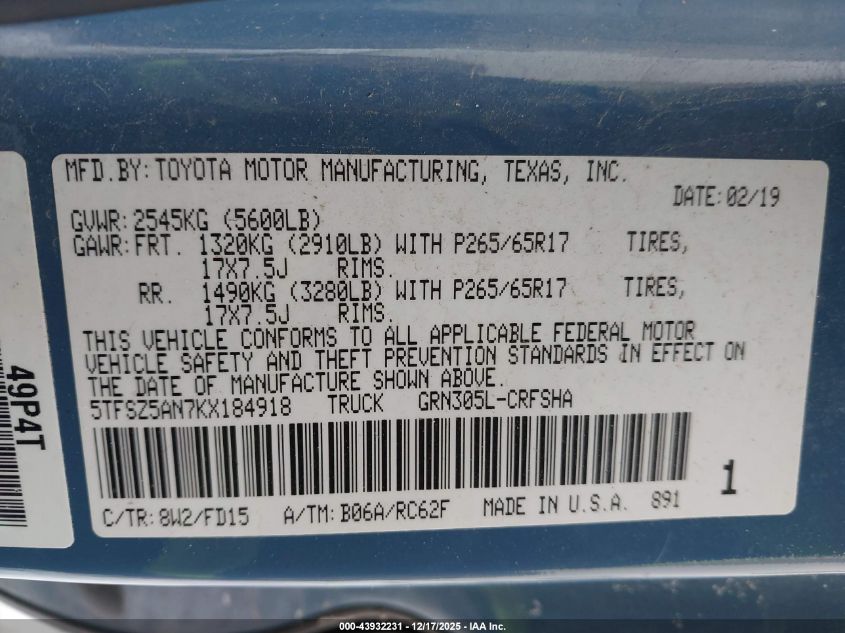 MFD.BY:TOYOTA MOTOR MANUFACTURING, TEXAS, INC.
DATE:02/19
GVWR:2545KG (5600LB)
GAWR:FRT. 1320KG (2910LB) WITH P265/65R17 TIRES,
17X7.5J RIMS.
RR. 1490KG (3280LB) WITH P265/65R17 TIRES,
17X7.5J RIMS.
THIS VEHICLE CONFORMS TO ALL APPLICABLE FEDERAL MOTOR
VEHICLE SAFETY AND THEFT PREVENTION STANDARDS IN EFFECT ON
THE DATE OF MANUFACTURE SHOWN ABOVE.
5TFSZ5AN7KX184918 TRUCK GRN305L-CRFSHA
1
C/TR:8W2/FD15 A/TM:B06A/RC62F MADE IN U.S.A. 891
49P4T
000-43932231 - 12/17/2025 - IAA Inc.